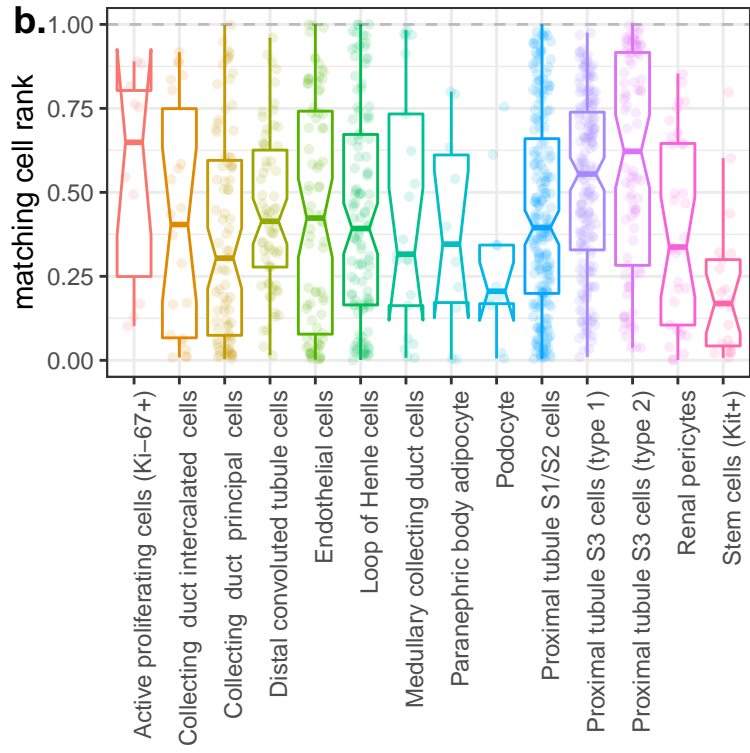 b.
matching cell rank
1.00
0.75
0.50
0.25
0.00
Active proliferating cells (Ki−67+)
Collecting duct intercalated cells
Collecting duct principal cells
Distal convoluted tubule cells
Endothelial cells
Loop of Henle cells
Medullary collecting duct cells
Paranephric body adipocyte
Podocyte
Proximal tubule S1/S2 cells
Proximal tubule S3 cells (type 1)
Proximal tubule S3 cells (type 2)
Renal pericytes
Stem cells (Kit+)